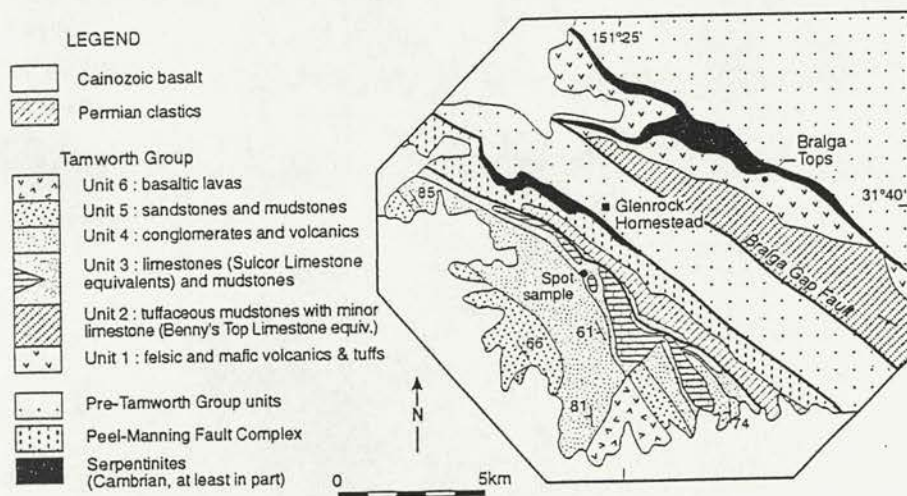 LEGEND
Cainozoic basalt
Permian clastics
Tamworth Group
Unit 6 : basaltic lavas
Unit 5 : sandstones and mudstones
Unit 4 : conglomerates and volcanics
Unit 3 : limestones (Sulcor Limestone
equivalents) and mudstones
Unit 2 : tuffaceous mudstones with minor
limestone (Benny's Top Limestone equiv.)
Unit 1 : felsic and mafic volcanics & tuffs
Pre-Tamworth Group units
Peel-Manning Fault Complex
Serpentinites
(Cambrian, at least in part)
N
0 5km
151°25'
Bralga
Tops
31°40'
Glenrock
Homestead
Bralga Gap Fault
85
Spot
sample
61
66
81
74